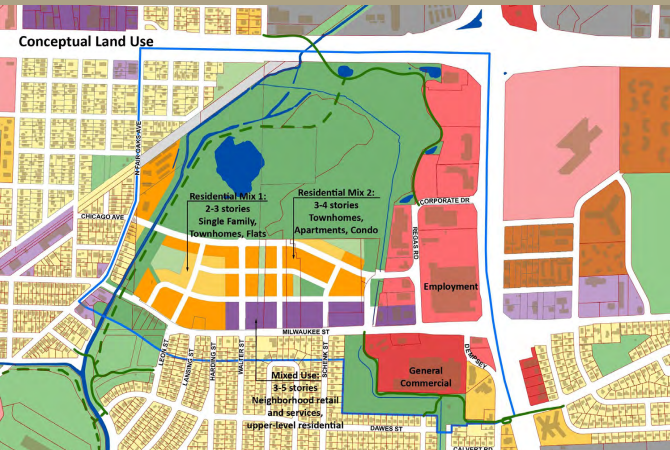 Conceptual Land Use
N FAIR OAKS AVE
Residential Mix 1:
2-3 stories
Single Family,
Townhomes, Flats
Residential Mix 2:
3-4 stories
Townhomes,
Apartments, Condo
CORPORATE DR
CHICAGO AVE
REGAS RD
Employment
MILWAUKEE ST
LEON ST
LANSING ST
HARDING ST
WALTER ST
SCHENK ST
DEMPSEY
General
Commercial
Mixed Use:
3-5 stories
Neighborhood retail
and services,
upper-level residential
DAWES ST
CALVERT RD